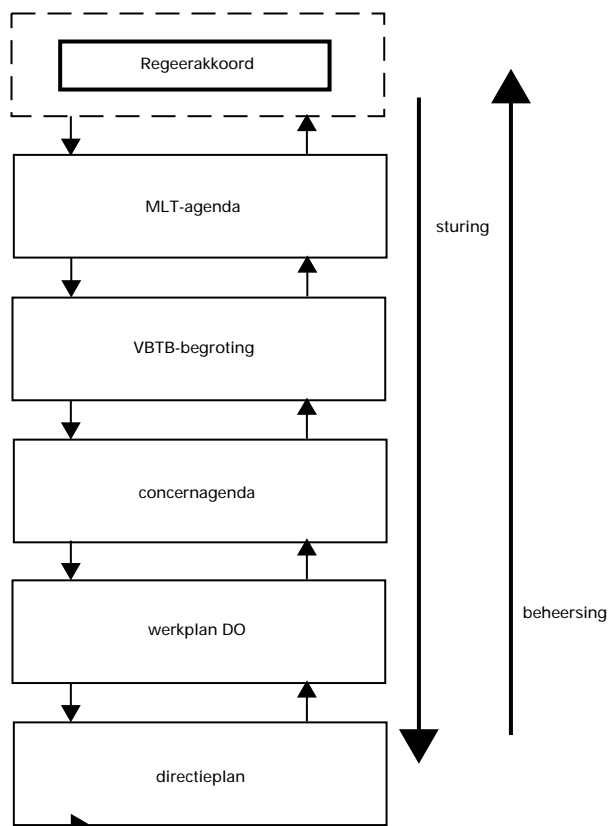 Regeerakkoord
MLT-agenda
sturing
VBTB-begroting
concernagenda
werkplan DO
beheersing
directieplan